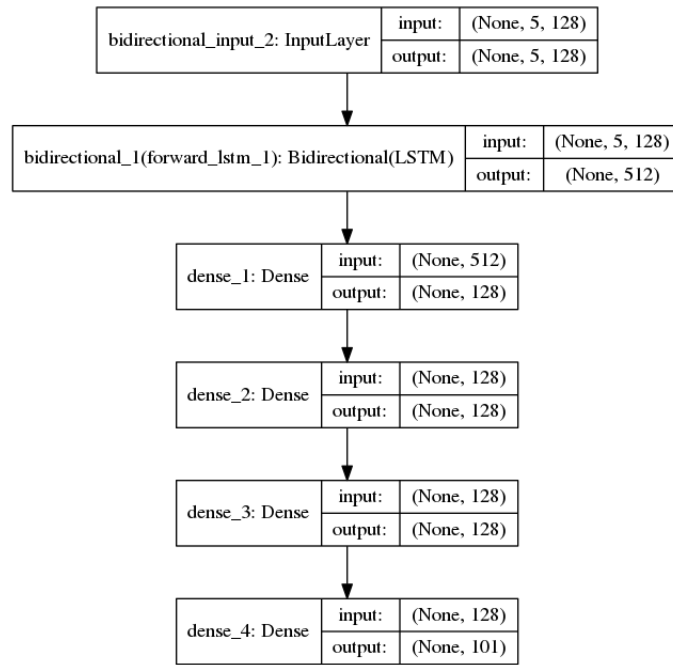 bidirectional_input_2: InputLayer
input: (None, 5, 128)
output: (None, 5, 128)
bidirectional_1(forward_lstm_1): Bidirectional(LSTM)
input: (None, 5, 128)
output: (None, 512)
dense_1: Dense
input: (None, 512)
output: (None, 128)
dense_2: Dense
input: (None, 128)
output: (None, 128)
dense_3: Dense
input: (None, 128)
output: (None, 128)
dense_4: Dense
input: (None, 128)
output: (None, 101)